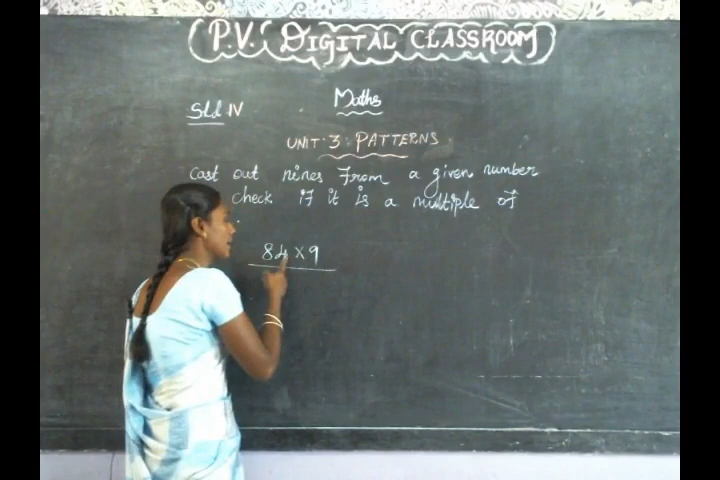 P.V. DIGITAL CLASSROOM
Maths
Std IV
UNIT-3: PATTERNS
Cast out nines from a given number
check if it is a multiple of
84 × 9